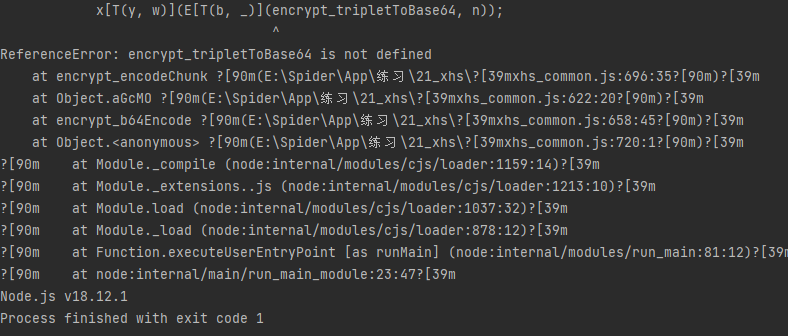 x[T(y, w)](E[T(b, _)](encrypt_tripletToBase64, n));
^
ReferenceError: encrypt_tripletToBase64 is not defined
at encrypt_encodeChunk ?[90m(E:\Spider\App\练习\21_xhs\?[39mxhs_common.js:696:35?[90m)?[39m
at Object.aGcMO ?[90m(E:\Spider\App\练习\21_xhs\?[39mxhs_common.js:622:20?[90m)?[39m
at encrypt_b64Encode ?[90m(E:\Spider\App\练习\21_xhs\?[39mxhs_common.js:658:45?[90m)?[39m
at Object.<anonymous> ?[90m(E:\Spider\App\练习\21_xhs\?[39mxhs_common.js:720:1?[90m)?[39m
?[90m    at Module._compile (node:internal/modules/cjs/loader:1159:14)?[39m
?[90m    at Module._extensions..js (node:internal/modules/cjs/loader:1213:10)?[39m
?[90m    at Module.load (node:internal/modules/cjs/loader:1037:32)?[39m
?[90m    at Module._load (node:internal/modules/cjs/loader:878:12)?[39m
?[90m    at Function.executeUserEntryPoint [as runMain] (node:internal/modules/run_main:81:12)?[39m
?[90m    at node:internal/main/run_main_module:23:47?[39m
Node.js v18.12.1
Process finished with exit code 1